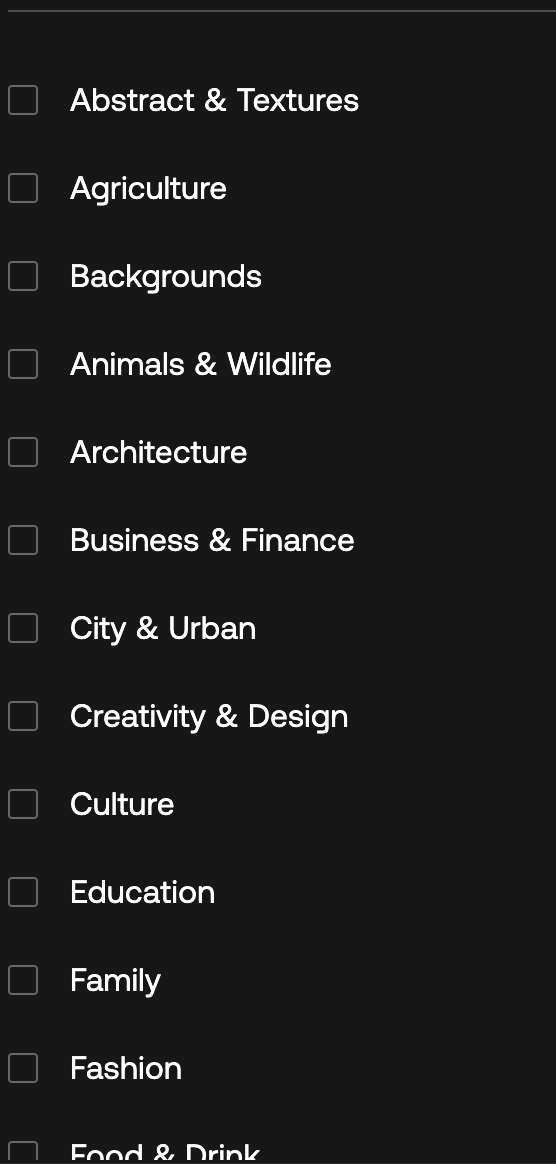 Abstract & Textures
Agriculture
Backgrounds
Animals & Wildlife
Architecture
Business & Finance
City & Urban
Creativity & Design
Culture
Education
Family
Fashion
Food & Drink